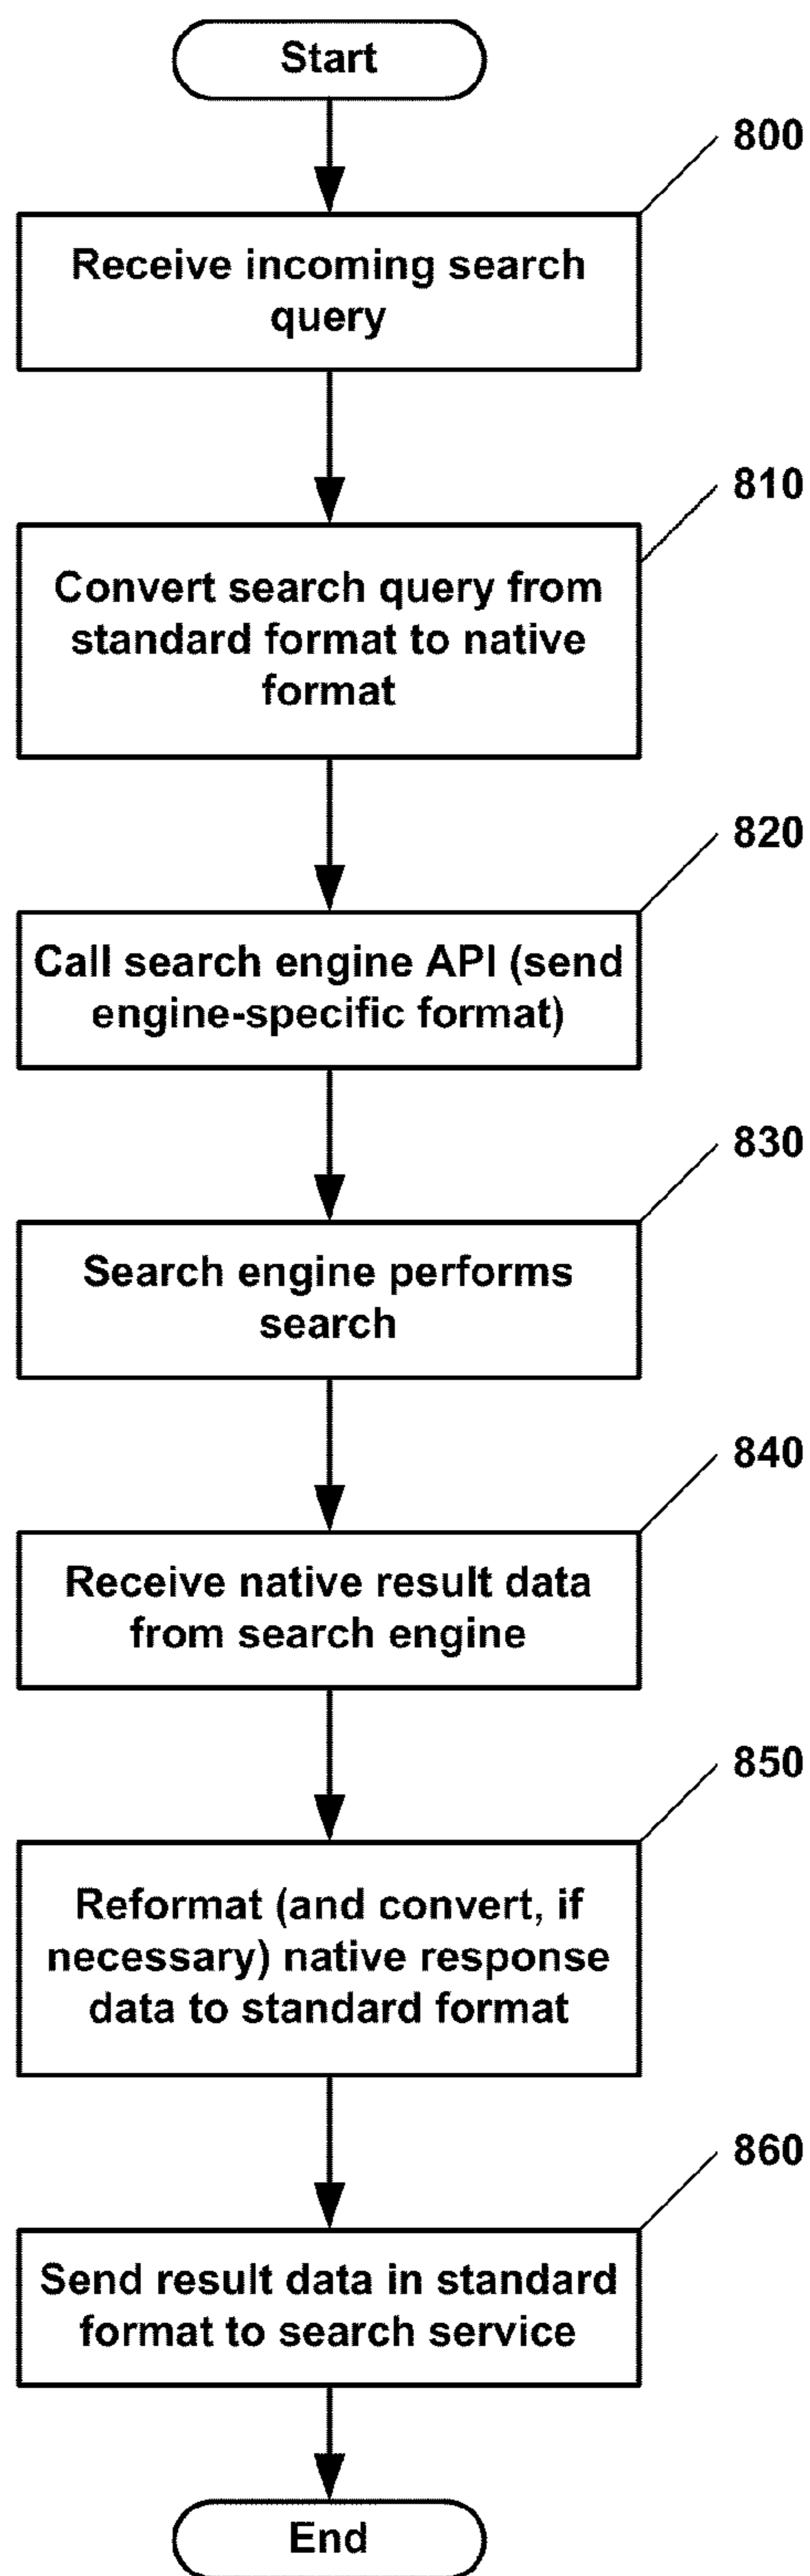 Start
800
Receive incoming search
query
810
Convert search query from
standard format to native
format
820
Call search engine API (send
engine-specific format)
830
Search engine performs
search
840
Receive native result data
from search engine
850
Reformat (and convert, if
necessary) native response
data to standard format
860
Send result data in standard
format to search service
End